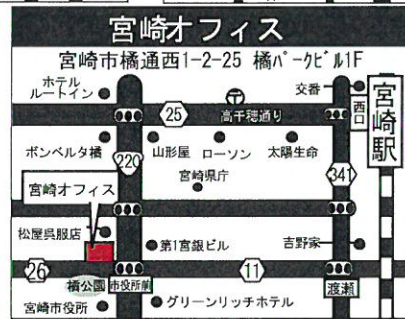 宮崎オフィス
宮崎市橘通西1-2-25 橘パークビル1F
ホテル
ルートイン
交番
西口
宮崎駅
25
〒
高千穂通り
ボンベルタ橘
220
山形屋
ローソン
太陽生命
341
宮崎県庁
宮崎オフィス
松屋呉服店
第1宮銀ビル
吉野家
26
橘公園
市役所前
11
渡瀬
宮崎市役所
グリーンリッチホテル